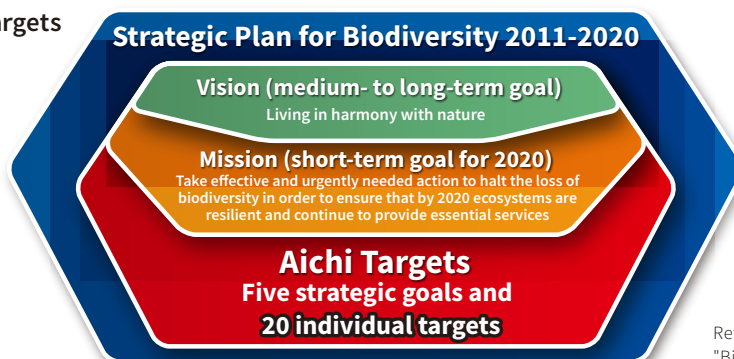 Strategic Plan for Biodiversity 2011-2020
Vision (medium- to long-term goal)
Living in harmony with nature
Mission (short-term goal for 2020)
Take effective and urgently needed action to halt the loss of
biodiversity in order to ensure that by 2020 ecosystems are
resilient and continue to provide essential services
Aichi Targets
Five strategic goals and
20 individual targets